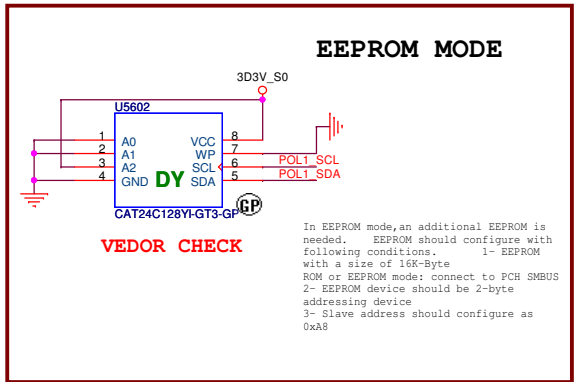 EEPROM MODE
3D3V_S0
U5602
1 A0 VCC 8
2 A1 WP 7
3 A2 SCL 6 POL1_SCL
4 GND DY SDA 5 POL1_SDA
CAT24C128YI-GT3-GP
GP
VEDOR CHECK
In EEPROM mode,an additional EEPROM is
needed. EEPROM should configure with
following conditions. 1- EEPROM
with a size of 16K-Byte
ROM or EEPROM mode: connect to PCH SMBUS
2- EEPROM device should be 2-byte
addressing device
3- Slave address should configure as
0xA8